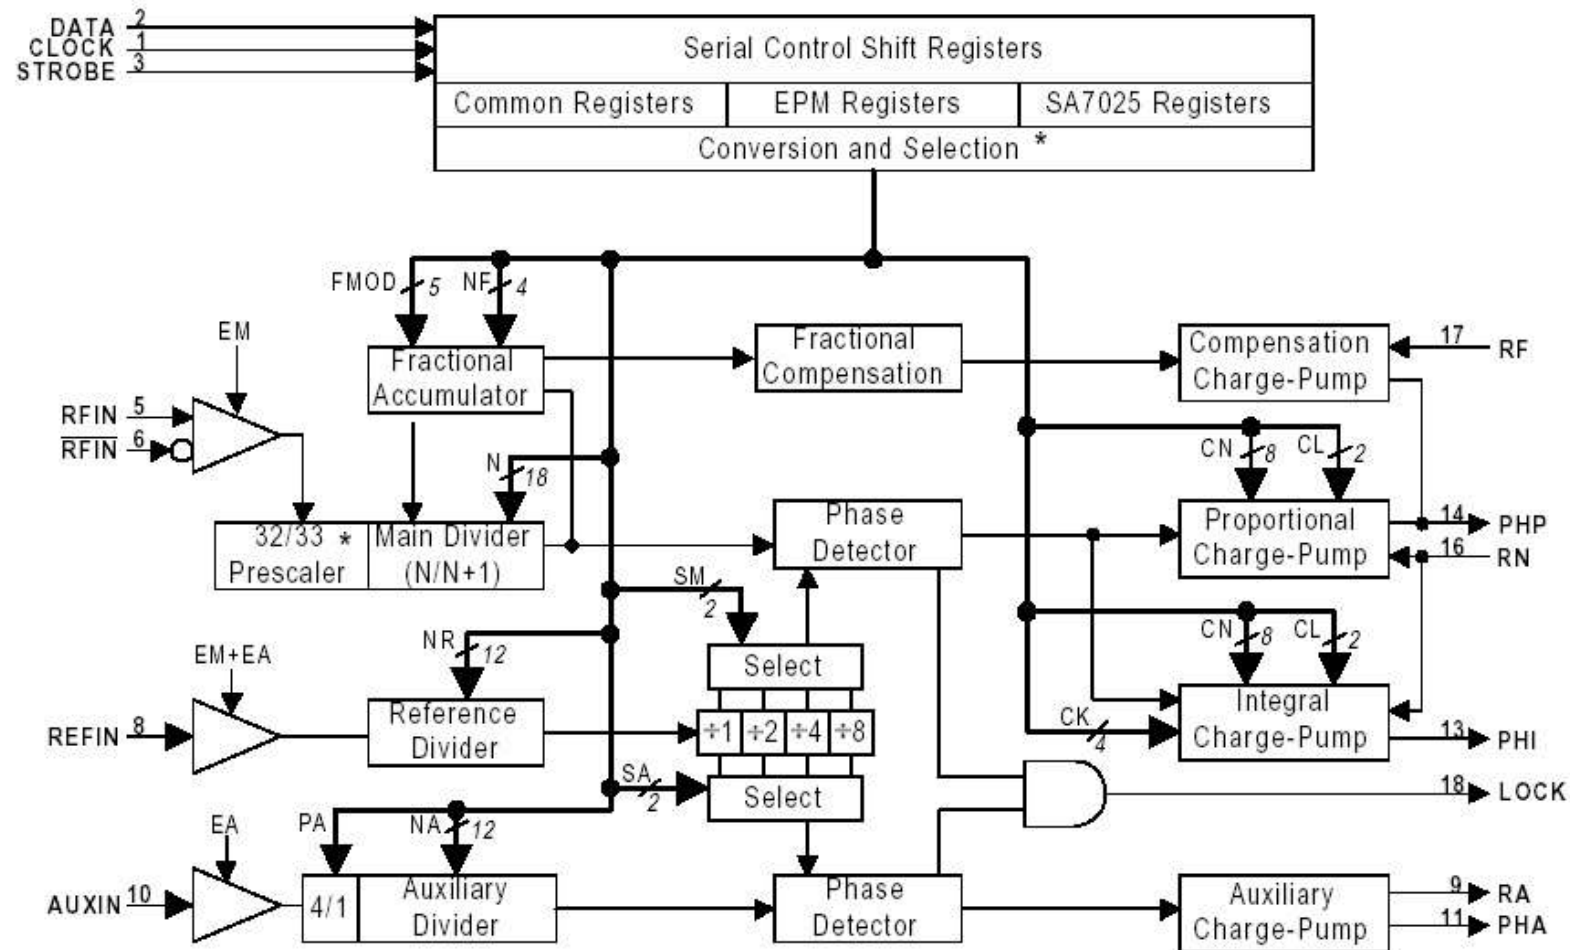 DATA 2
CLOCK 1
STROBE 3
Serial Control Shift Registers
Common Registers EPM Registers SA7025 Registers
Conversion and Selection *
FMOD 5 NF 4
EM
Fractional Accumulator
Fractional Compensation
Compensation Charge-Pump
17 RF
RFIN 5
RFIN 6
N 18
CN 8 CL 2
32/33 * Prescaler
Main Divider (N/N+1)
Phase Detector
Proportional Charge-Pump
14 PHP
16 RN
SM 2
NR 12
CN 8 CL 2
EM+EA
Select
REFIN 8
Reference Divider
÷1 ÷2 ÷4 ÷8
CK 4
Integral Charge-Pump
13 PHI
SA 2
Select
18 LOCK
EA
PA NA 12
AUXIN 10
4/1
Auxiliary Divider
Phase Detector
Auxiliary Charge-Pump
9 RA
11 PHA